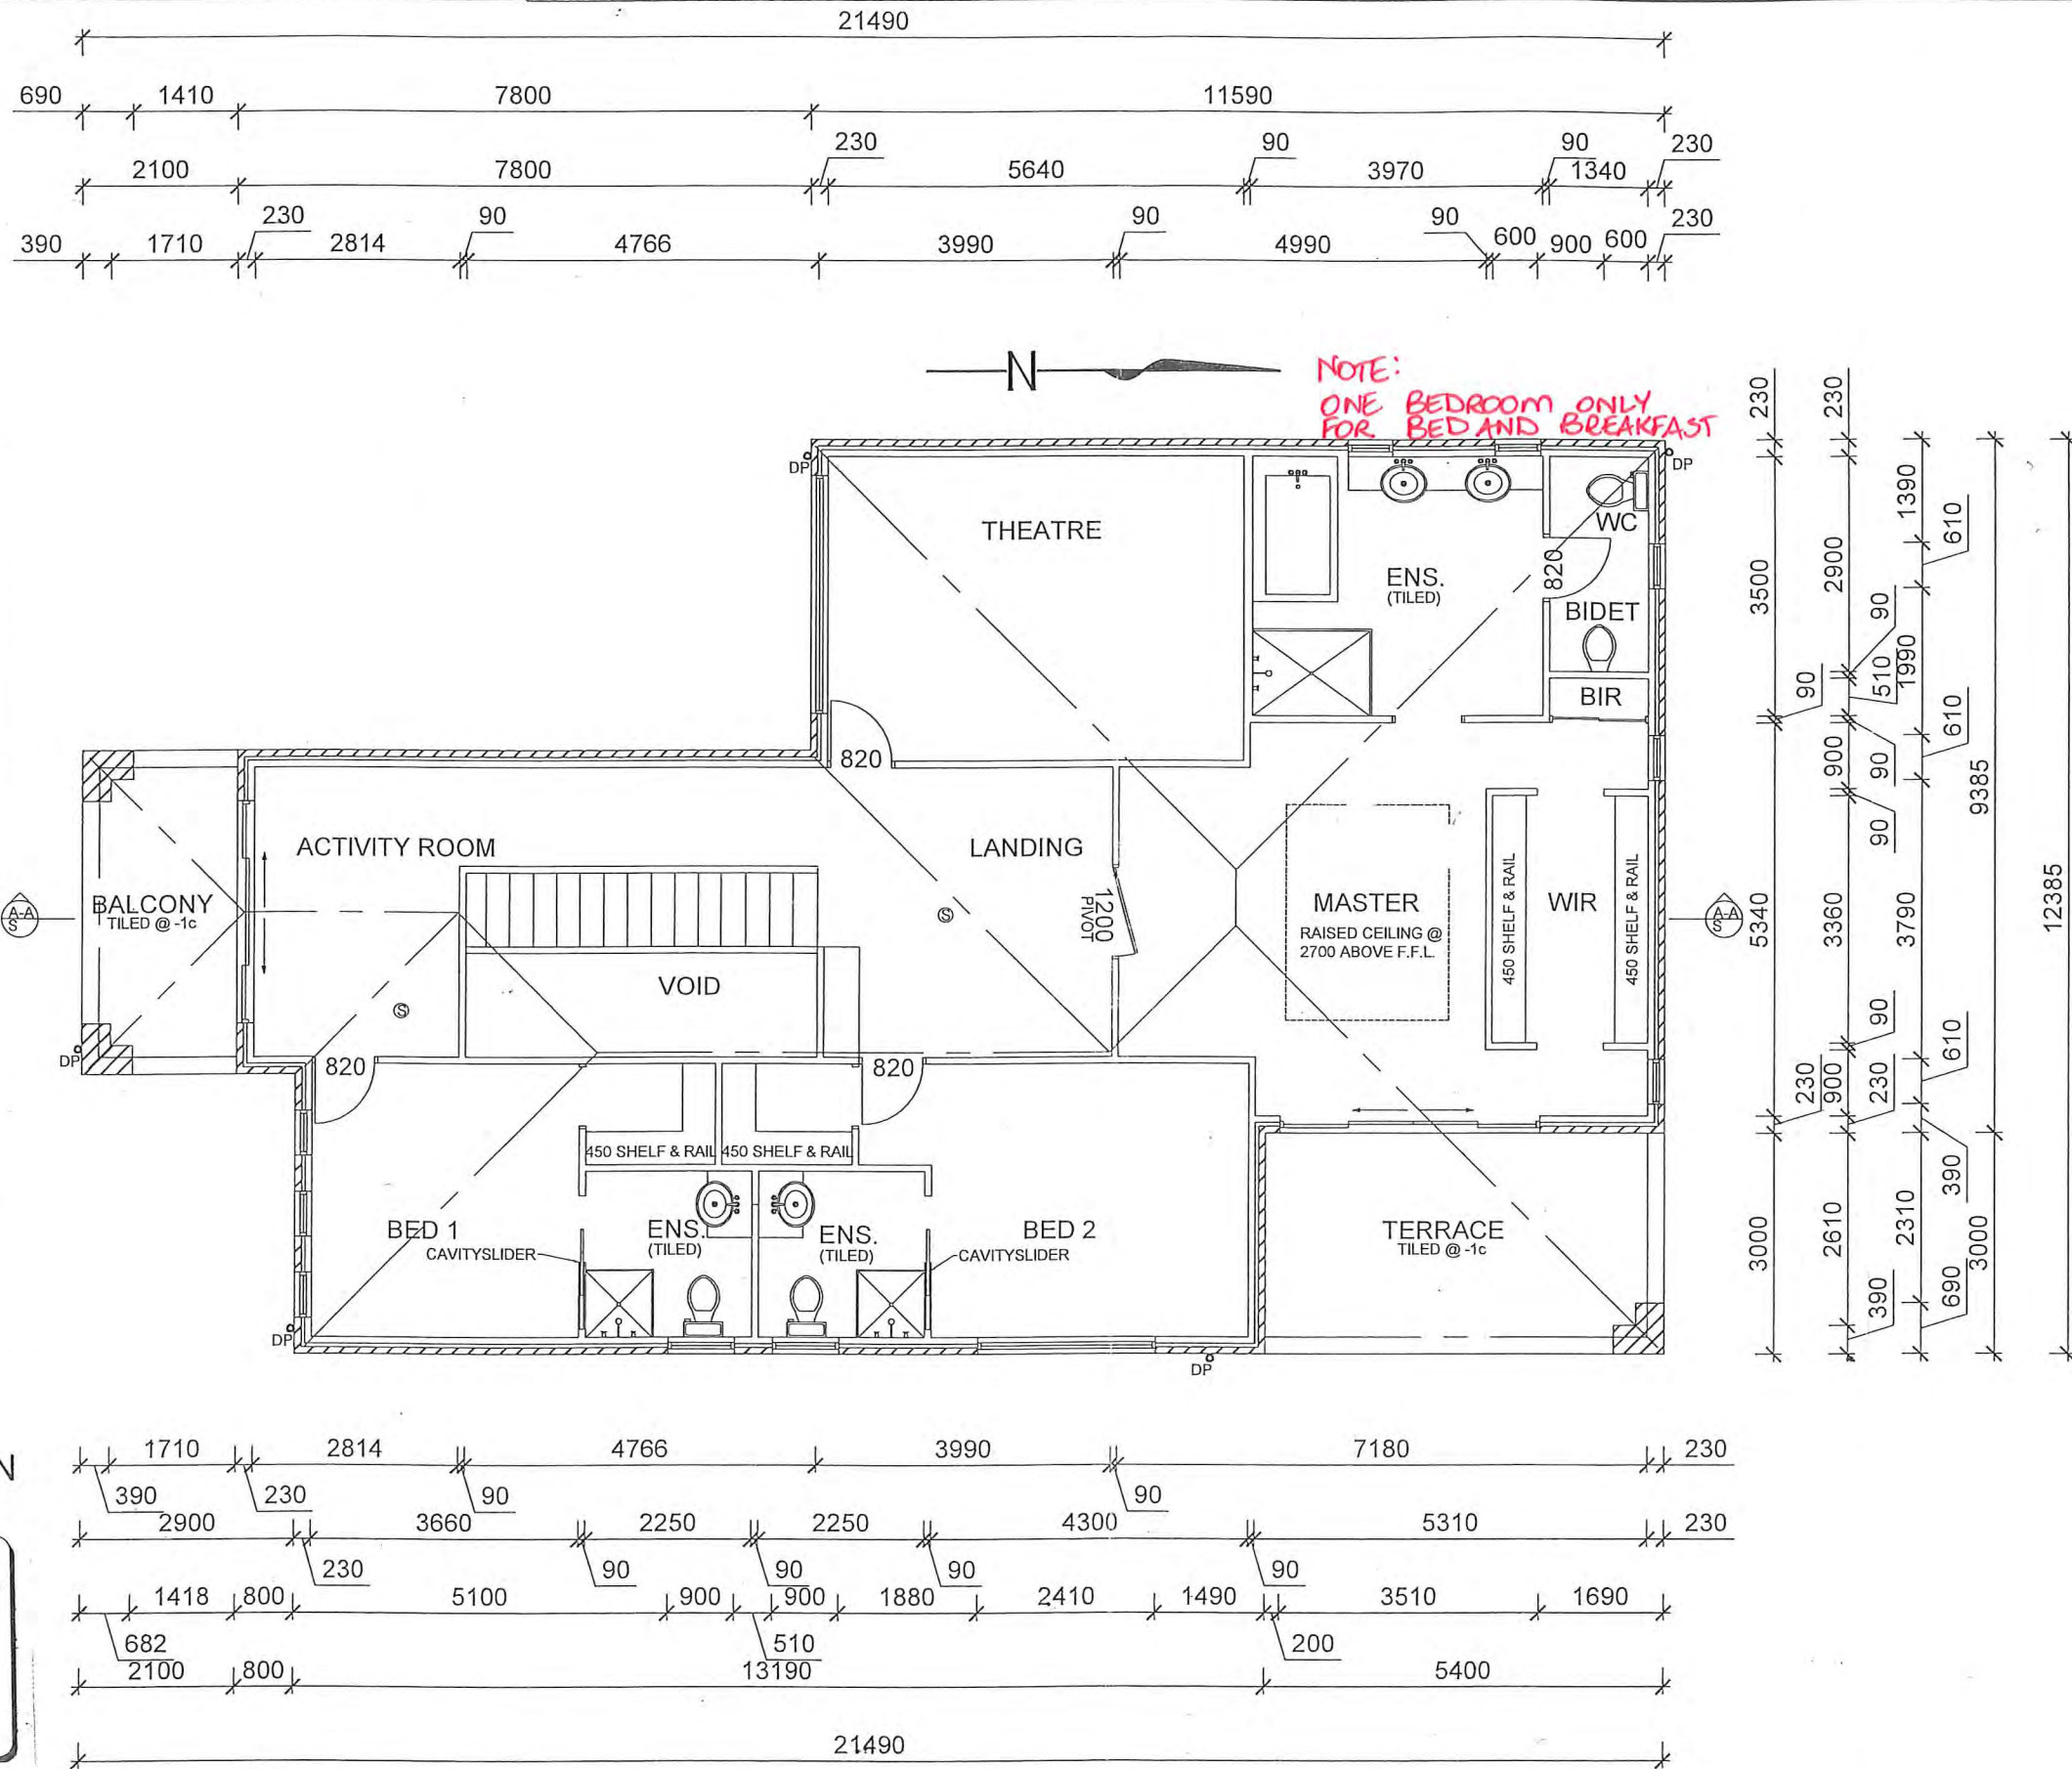 21490
690 1410 7800 11590
230 90 90 230
2100 7800 5640 3970 1340
230 90 90 90 230
390 1710 2814 4766 3990 4990 600 900 600
N
NOTE:
ONE BEDROOM ONLY
FOR BED AND BREAKFAST
DP
DP
THEATRE
WC
ENS.
(TILED)
820
BIDET
BIR
820
ACTIVITY ROOM
LANDING
BALCONY
TILED @ -1c
A-A
S
MASTER
RAISED CEILING @
2700 ABOVE F.F.L.
1200
PIVOT
450 SHELF & RAIL
WIR
450 SHELF & RAIL
A-A
S
S
VOID
S
DP
820
820
450 SHELF & RAIL
450 SHELF & RAIL
BED 1
ENS.
(TILED)
CAVITYSLIDER
ENS.
(TILED)
BED 2
CAVITYSLIDER
TERRACE
TILED @ -1c
DP
DP
230
3500
90
5340
230
3000
230
2900
90
510
90
900
90
3360
90
900
230
2610
390
1390
610
1990
610
3790
610
390
2310
690
9385
3000
12385
N
1710 2814 4766 3990 7180 230
390 230 90 90
2900 3660 2250 2250 4300 5310 230
230 90 90 90 90
1418 800 5100 900 900 1880 2410 1490 3510 1690
682 510 200
2100 800 13190 5400
21490